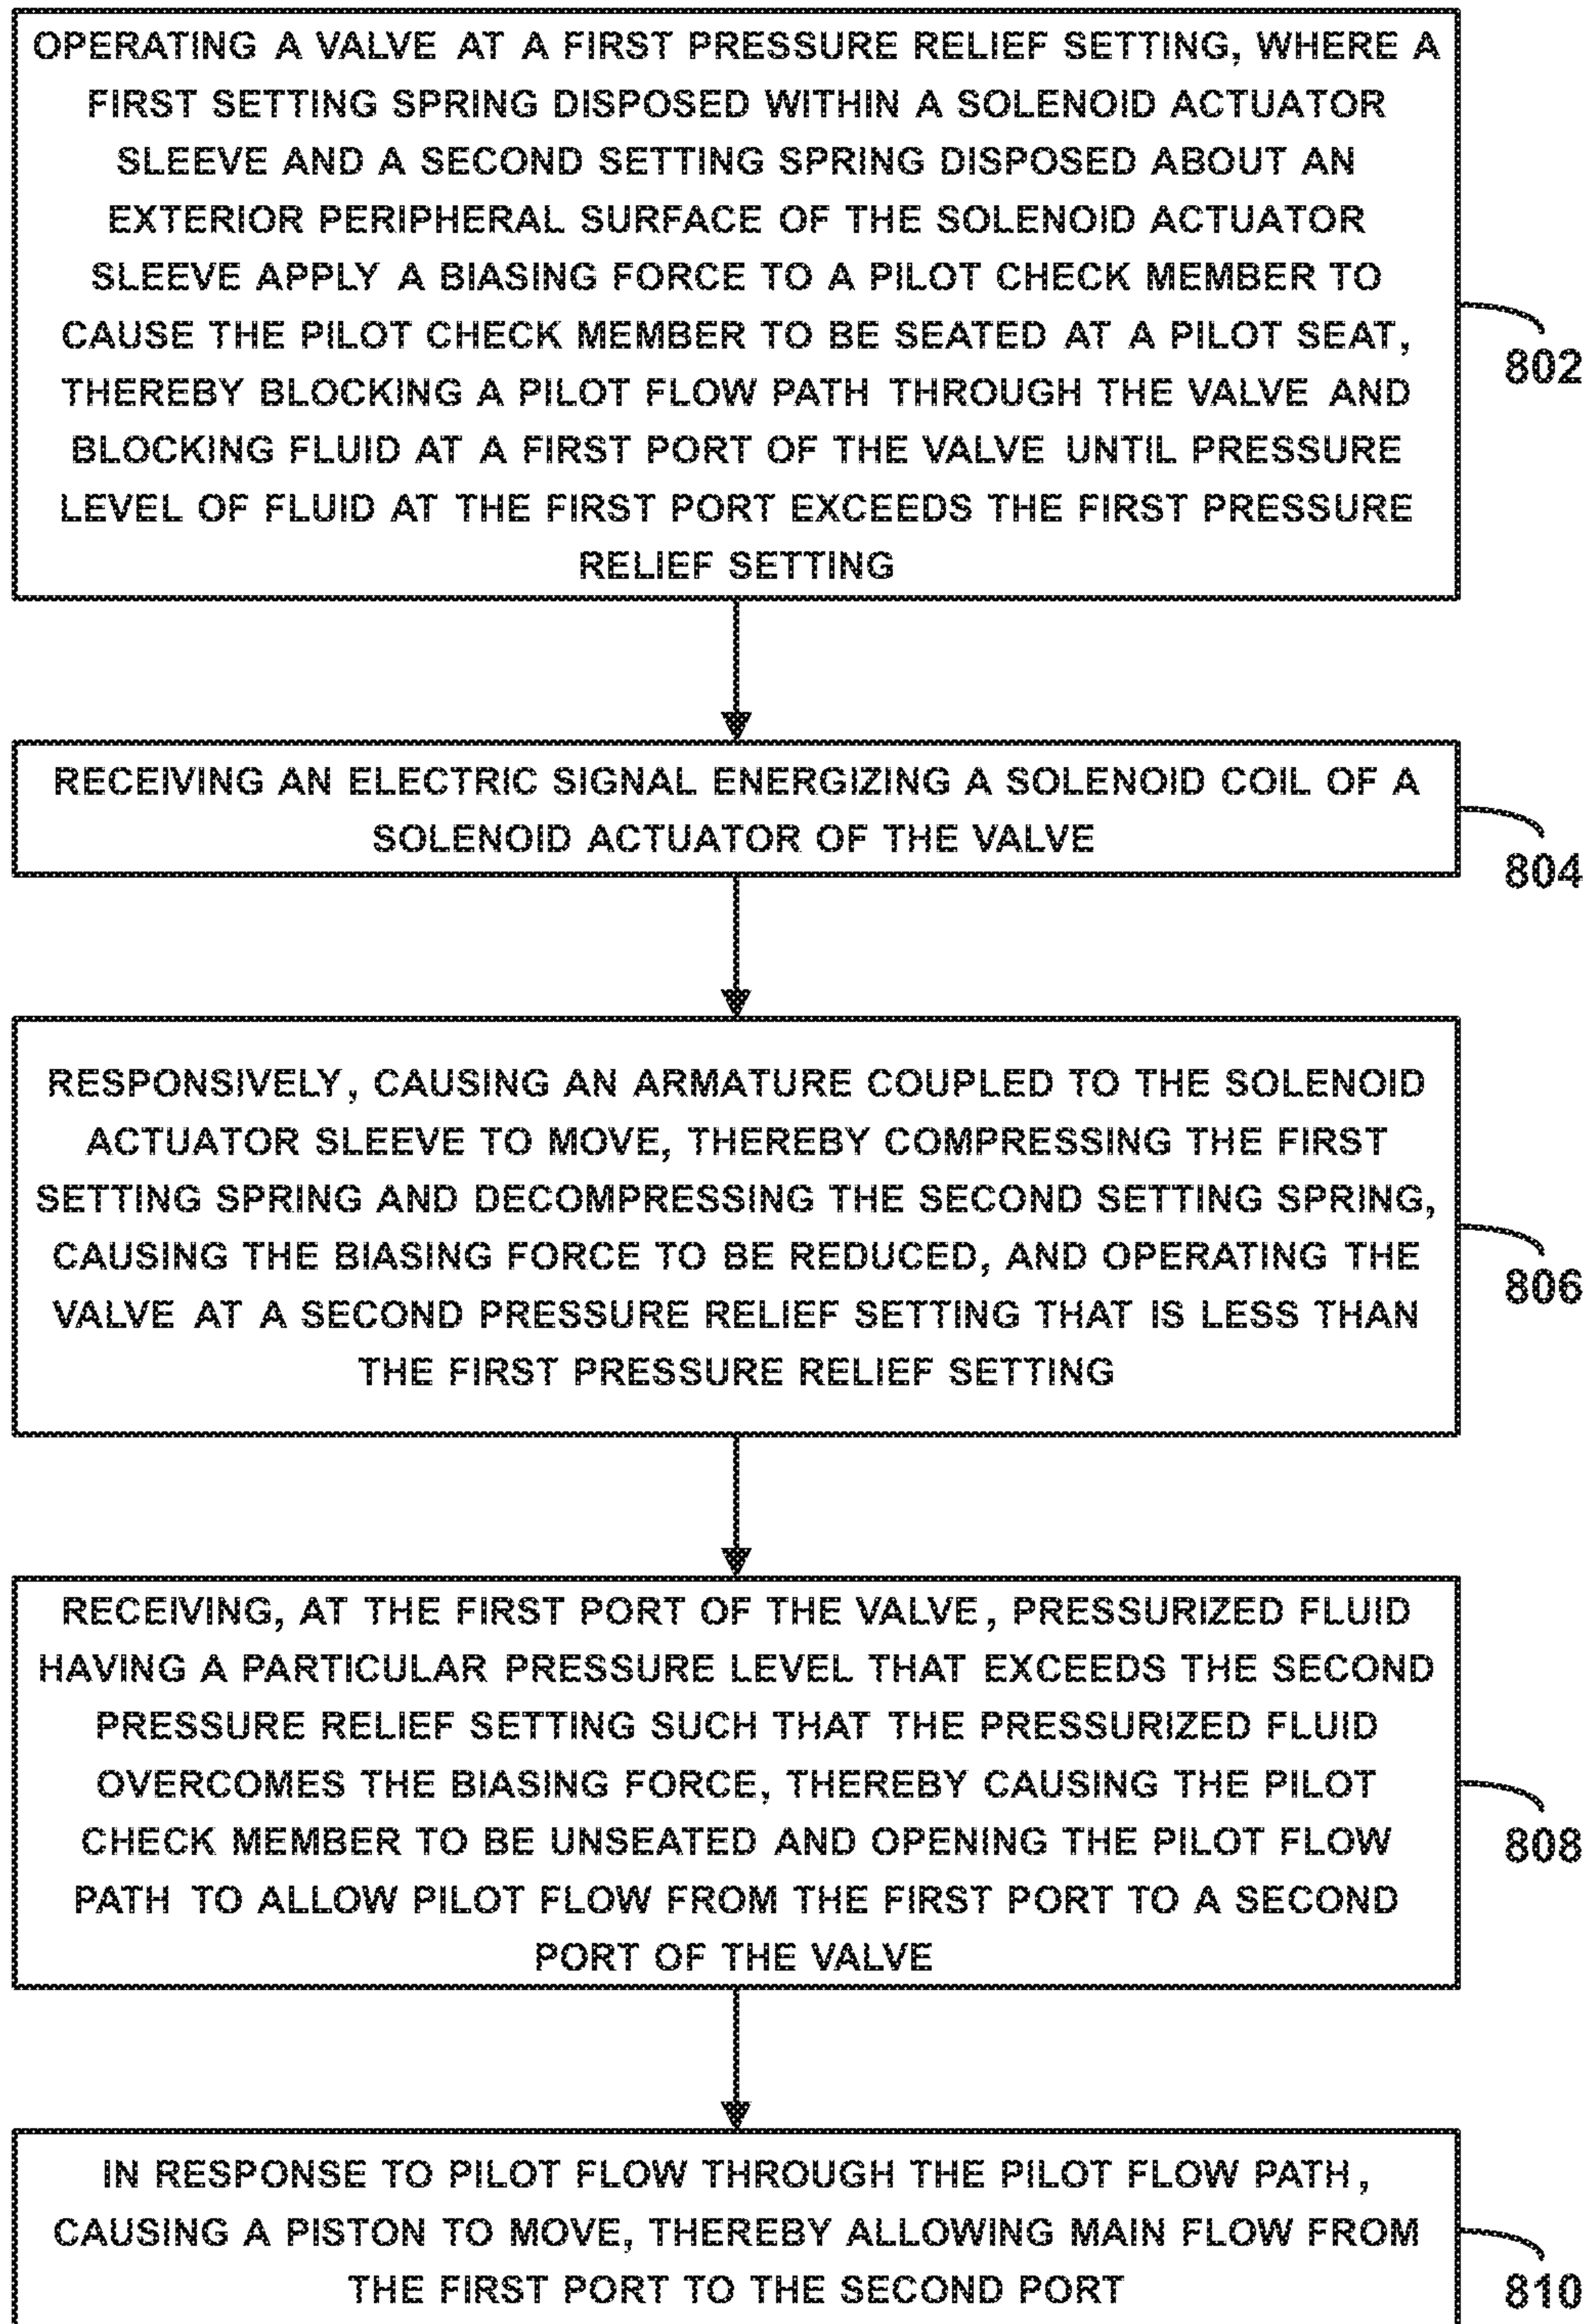 OPERATING A VALVE AT A FIRST PRESSURE RELIEF SETTING, WHERE A
FIRST SETTING SPRING DISPOSED WITHIN A SOLENOID ACTUATOR
SLEEVE AND A SECOND SETTING SPRING DISPOSED ABOUT AN
EXTERIOR PERIPHERAL SURFACE OF THE SOLENOID ACTUATOR
SLEEVE APPLY A BIASING FORCE TO A PILOT CHECK MEMBER TO
CAUSE THE PILOT CHECK MEMBER TO BE SEATED AT A PILOT SEAT,
THEREBY BLOCKING A PILOT FLOW PATH THROUGH THE VALVE AND
BLOCKING FLUID AT A FIRST PORT OF THE VALVE UNTIL PRESSURE
LEVEL OF FLUID AT THE FIRST PORT EXCEEDS THE FIRST PRESSURE
RELIEF SETTING
802
RECEIVING AN ELECTRIC SIGNAL ENERGIZING A SOLENOID COIL OF A
SOLENOID ACTUATOR OF THE VALVE
804
RESPONSIVELY, CAUSING AN ARMATURE COUPLED TO THE SOLENOID
ACTUATOR SLEEVE TO MOVE, THEREBY COMPRESSING THE FIRST
SETTING SPRING AND DECOMPRESSING THE SECOND SETTING SPRING,
CAUSING THE BIASING FORCE TO BE REDUCED, AND OPERATING THE
VALVE AT A SECOND PRESSURE RELIEF SETTING THAT IS LESS THAN
THE FIRST PRESSURE RELIEF SETTING
806
RECEIVING, AT THE FIRST PORT OF THE VALVE, PRESSURIZED FLUID
HAVING A PARTICULAR PRESSURE LEVEL THAT EXCEEDS THE SECOND
PRESSURE RELIEF SETTING SUCH THAT THE PRESSURIZED FLUID
OVERCOMES THE BIASING FORCE, THEREBY CAUSING THE PILOT
CHECK MEMBER TO BE UNSEATED AND OPENING THE PILOT FLOW
PATH TO ALLOW PILOT FLOW FROM THE FIRST PORT TO A SECOND
PORT OF THE VALVE
808
IN RESPONSE TO PILOT FLOW THROUGH THE PILOT FLOW PATH,
CAUSING A PISTON TO MOVE, THEREBY ALLOWING MAIN FLOW FROM
THE FIRST PORT TO THE SECOND PORT
810